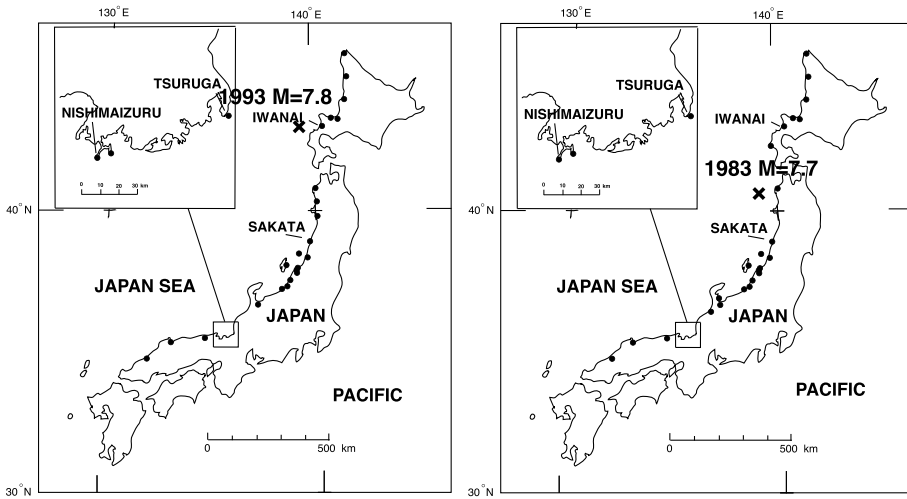 130°E
140°E
TSURUGA
NISHIMAIZURU
0 10 20 30 km
1993 M=7.8
IWANAI
40°N
SAKATA
JAPAN SEA
JAPAN
PACIFIC
0 500 km
30°N
130°E
140°E
TSURUGA
NISHIMAIZURU
0 10 20 30 km
IWANAI
1983 M=7.7
40°N
SAKATA
JAPAN SEA
JAPAN
PACIFIC
0 500 km
30°N